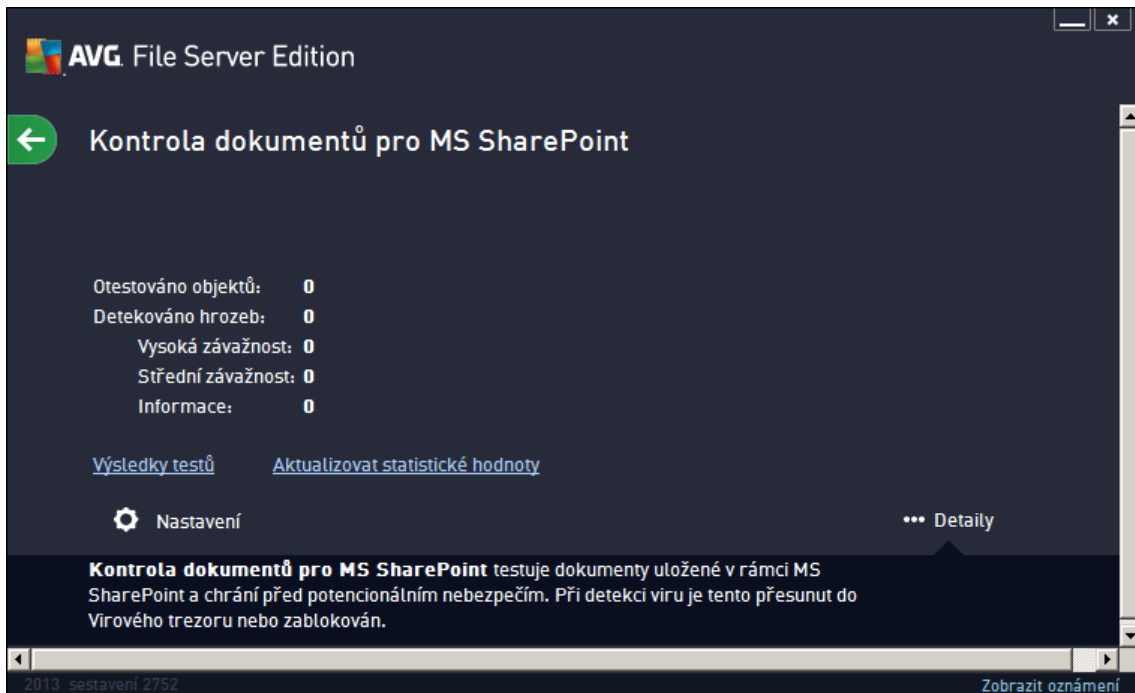 AVG. File Server Edition
Kontrola dokumentů pro MS SharePoint
Otestováno objektů: 0
Detekováno hrozeb: 0
Vysoká závažnost: 0
Střední závažnost: 0
Informace: 0
Výsledky testů Aktualizovat statistické hodnoty
Nastavení ••• Detaily
Kontrola dokumentů pro MS SharePoint testuje dokumenty uložené v rámci MS
SharePoint a chrání před potencionálním nebezpečím. Při detekci viru je tento přesunut do
Virového trezoru nebo zablokován.
2013 sestavení 2752 Zobrazit oznámení